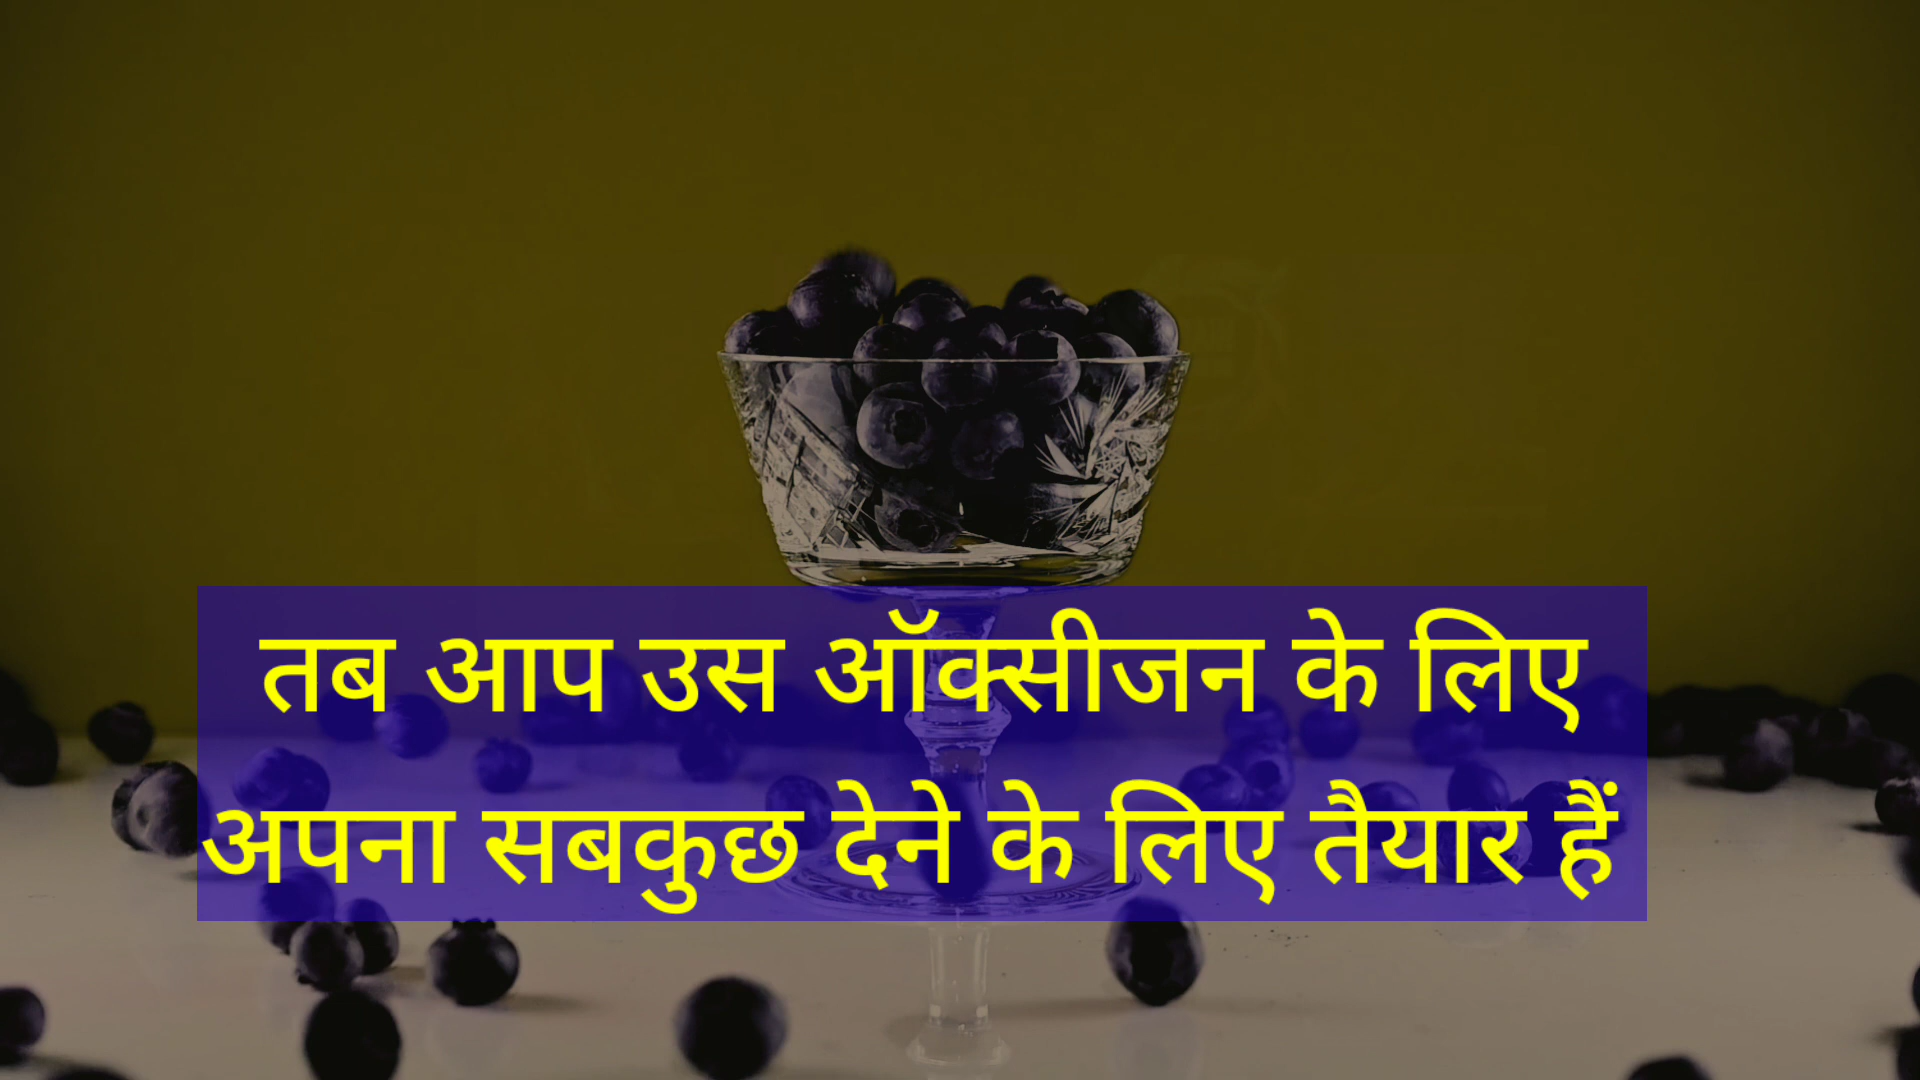 तब आप उस ऑक्सीजन के लिए
अपना सबकुछ देने के लिए तैयार हैं